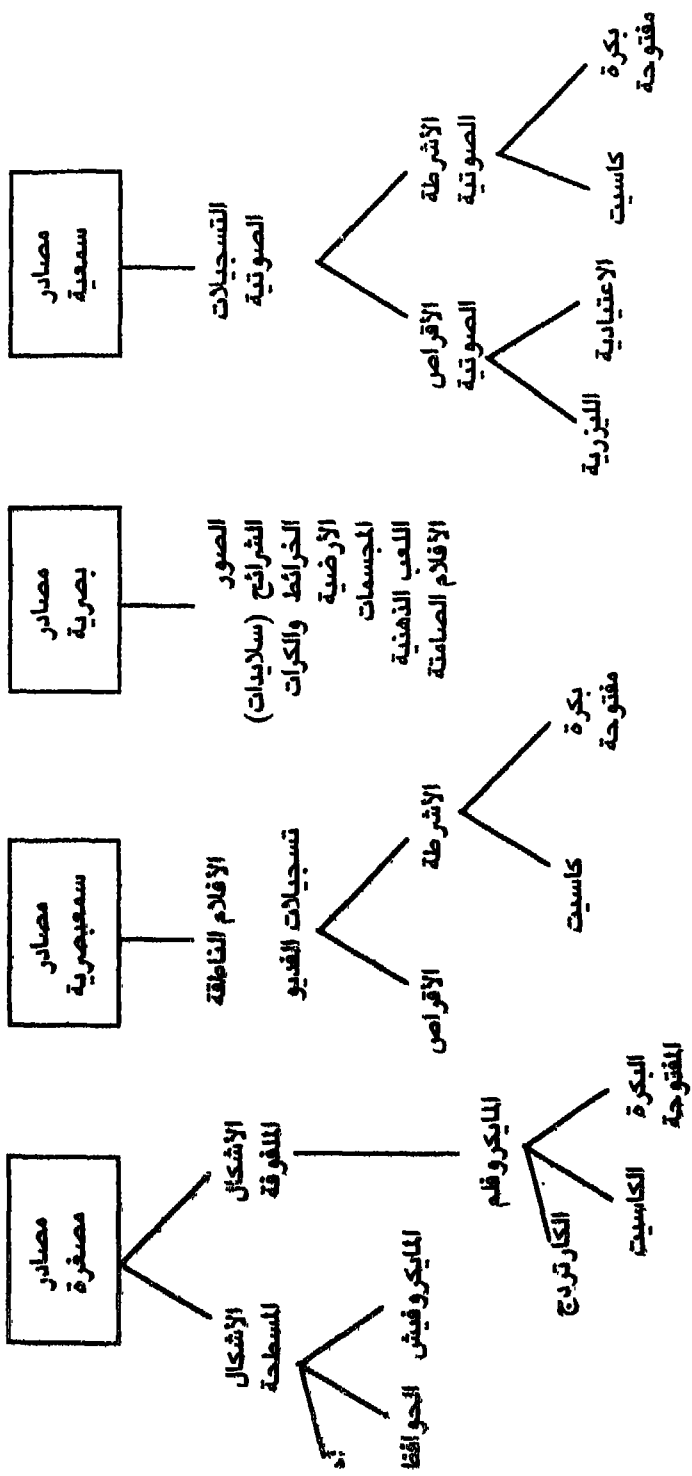 مصادر
سمعية
التسجيلات
الصوتية
الأشرطة
الصوتية
بكرة
مفتوحة
كاسيت
الأقراص
الصوتية
الاعتيادية
الليزرية
مصادر
بصرية
الصور
الشرائح (سلايدات)
الخرائط والكرات
الأرضية
المجسمات
اللعب الذهنية
الأفلام الصامتة
مصادر
سمعبصرية
الأفلام الناطقة
تسجيلات الفديو
الأشرطة
بكرة
مفتوحة
كاسيت
الأقراص
مصادر
مصغرة
الأشكال
الملفوفة
المايكروفلم
البكرة
المفتوحة
الكاسيت
الكارتردج
الأشكال
المسطحة
المايكروفيش
الحوافظ